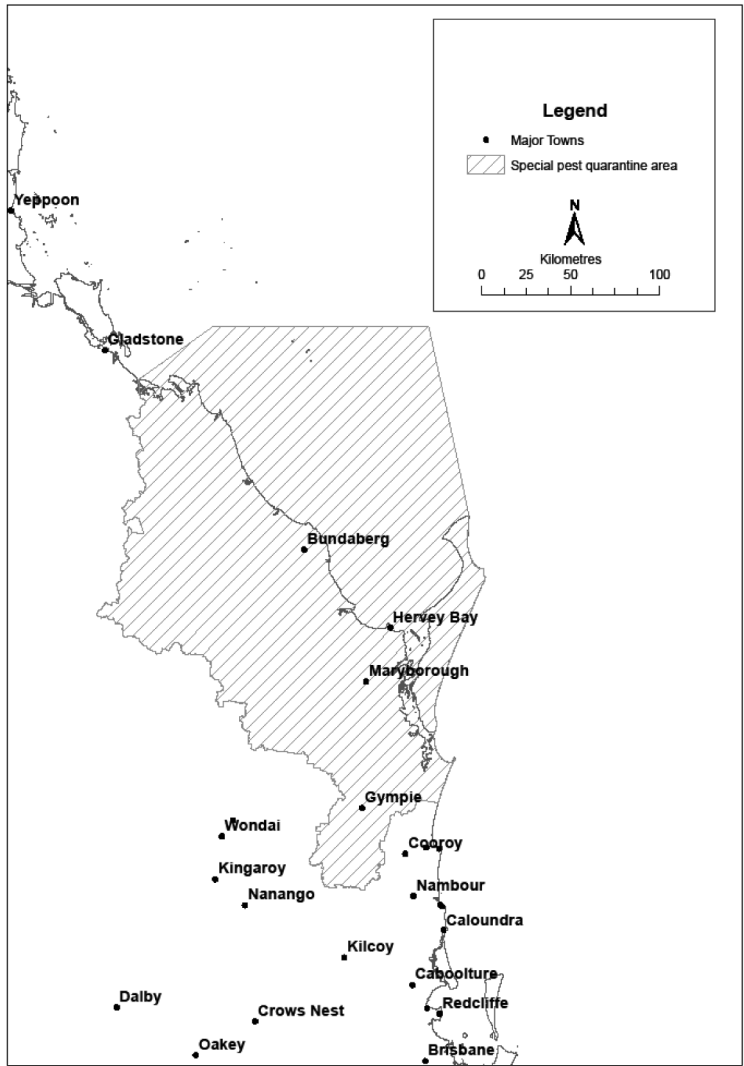 Legend
Major Towns
Special pest quarantine area
N
Kilometres
0 25 50 100
Yeppoon
Gladstone
Bundaberg
Hervey Bay
Maryborough
Gympie
Wondai
Cooroy
Kingaroy
Nambour
Nanango
Caloundra
Kilcoy
Caboolture
Dalby
Redcliffe
Crows Nest
Oakey
Brisbane